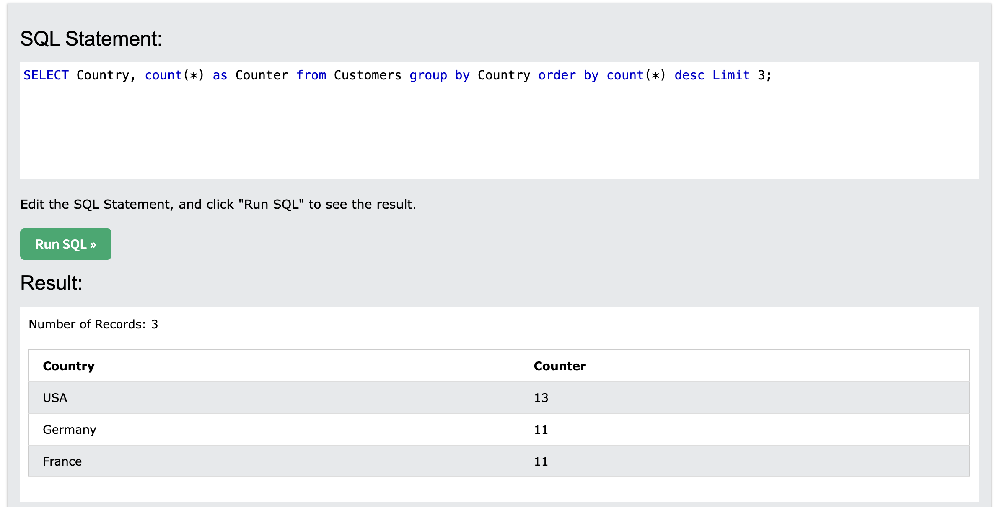 SQL Statement:
SELECT Country, count(*) as Counter from Customers group by Country order by count(*) desc Limit 3;
Edit the SQL Statement, and click "Run SQL" to see the result.
Run SQL »
Result:
Number of Records: 3
Country Counter
USA 13
Germany 11
France 11